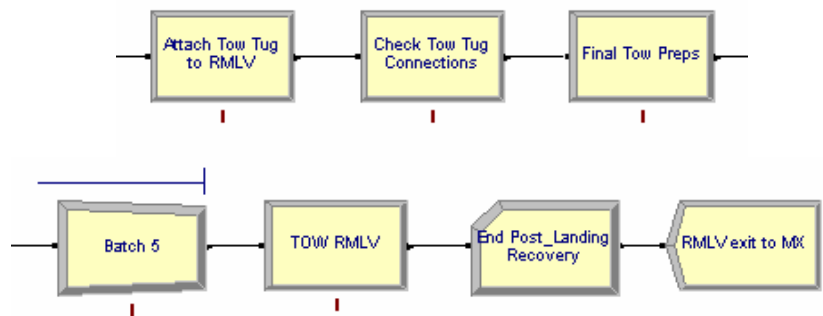 Attach Tow Tug
to RMLV
Check Tow Tug
Connections
Final Tow Preps
Batch 5
TOW RMLV
End Post_Landing
Recovery
RMLV exit to MX